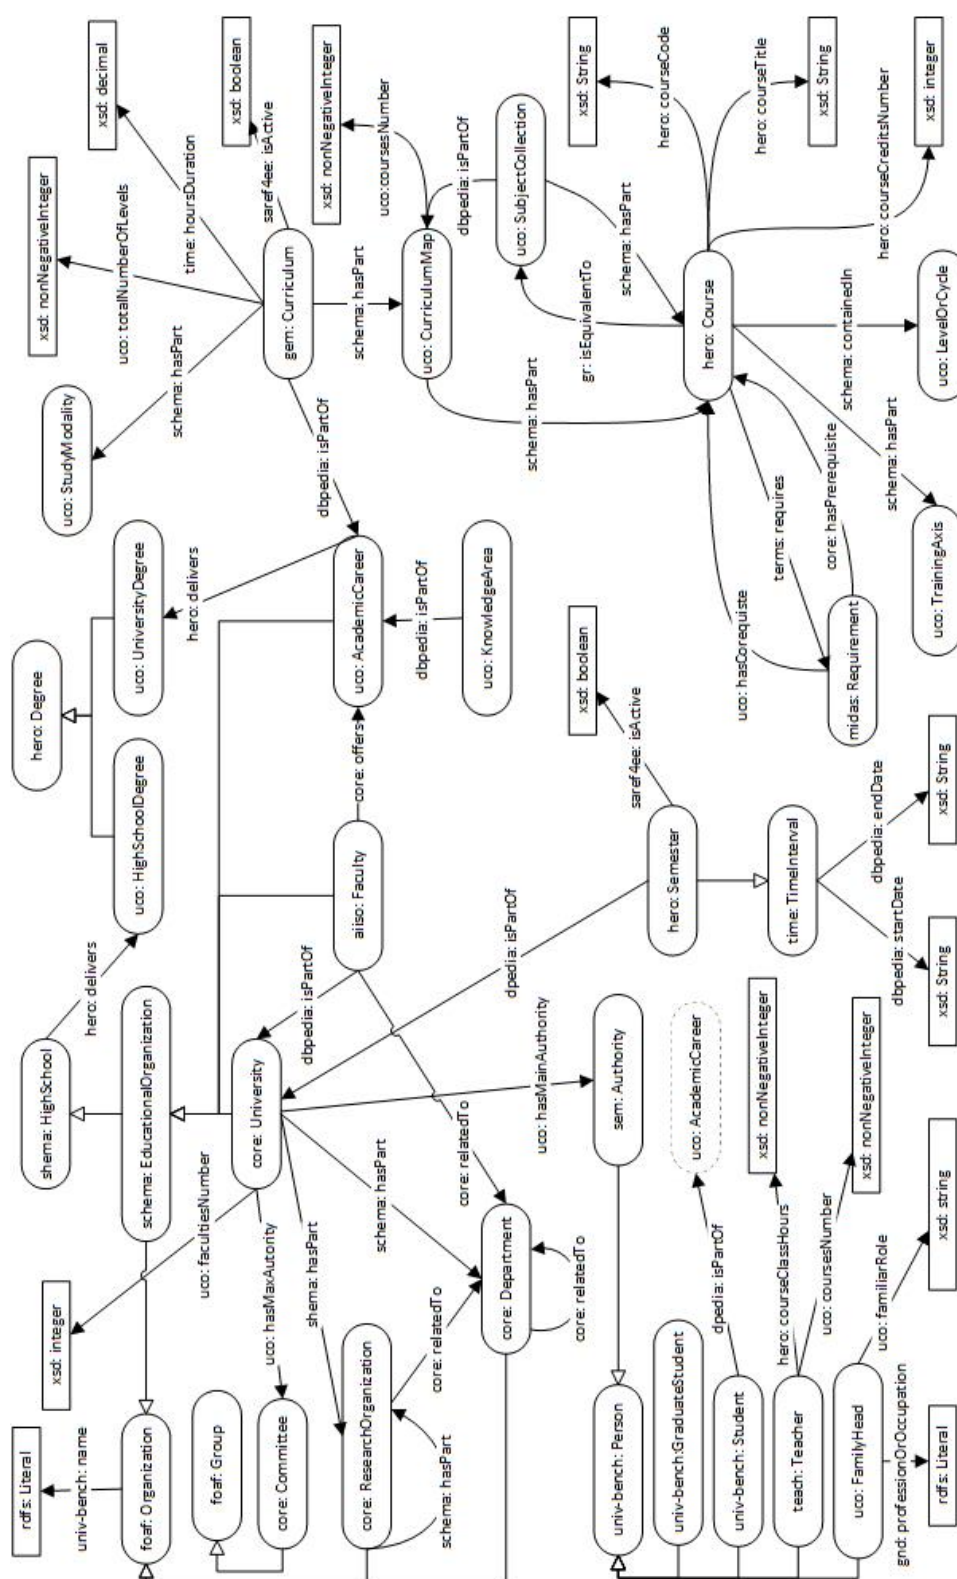 rdfs: Literal
univ-bench: name
foaf: Organization
xsd: integer
uco: facultiesNumber
shema: HighSchool
hero: delivers
schema: EducationalOrganization
hero: Degree
uco: HighSchoolDegree
uco: UniversityDegree
hero: delivers
uco: StudyModality
schema: hasPart
xsd: nonNegativeInteger
uco: totalNumberOfLevels
xsd: decimal
time: hoursDuration
xsd: boolean
saref4ee: isActive
gem: Curriculum
foaf: Group
core: Committee
uco: hasMaxAutority
core: University
dbpedia: isPartOf
aiiso: Faculty
core: offers
uco: AcademicCareer
dbpedia: isPartOf
schema: hasPart
xsd: nonNegativeInteger
uco:coursesNumber
uco: CurriculumMap
core: ResearchOrganization
schema: hasPart
core: relatedTo
shema: hasPart
schema: hasPart
core: Department
core: relatedTo
core: relatedTo
dpedia: isPartOf
uco: hasMainAuthority
dbpedia: isPartOf
uco: KnowledgeArea
dbpedia: isPartOf
uco: SubjectCollection
schema: hasPart
gr: isEquivalentTo
schema: hasPart
univ-bench: Person
sem: Authority
univ-bench:GraduateStudent
univ-bench: Student
dpedia: isPartOf
uco: AcademicCareer
hero: Semester
saref4ee: isActive
xsd: boolean
hero: Course
xsd: String
hero: courseCode
hero: courseTitle
xsd: String
hero: courseCreditsNumber
xsd: integer
teach: Teacher
hero: courseClassHours
xsd: nonNegativeInteger
uco: coursesNumber
xsd: nonNegativeInteger
time: TimeInterval
dbpedia: startDate
xsd: String
dbpedia: endDate
xsd: String
uco: hasCorequiste
terms: requires
core: hasPrerequisite
midas: Requirement
schema: hasPart
uco: TrainingAxis
schema: containedIn
uco: LevelOrCycle
uco: FamilyHead
uco: familiarRole
xsd: string
gnd: professionOrOccupation
rdfs: Literal